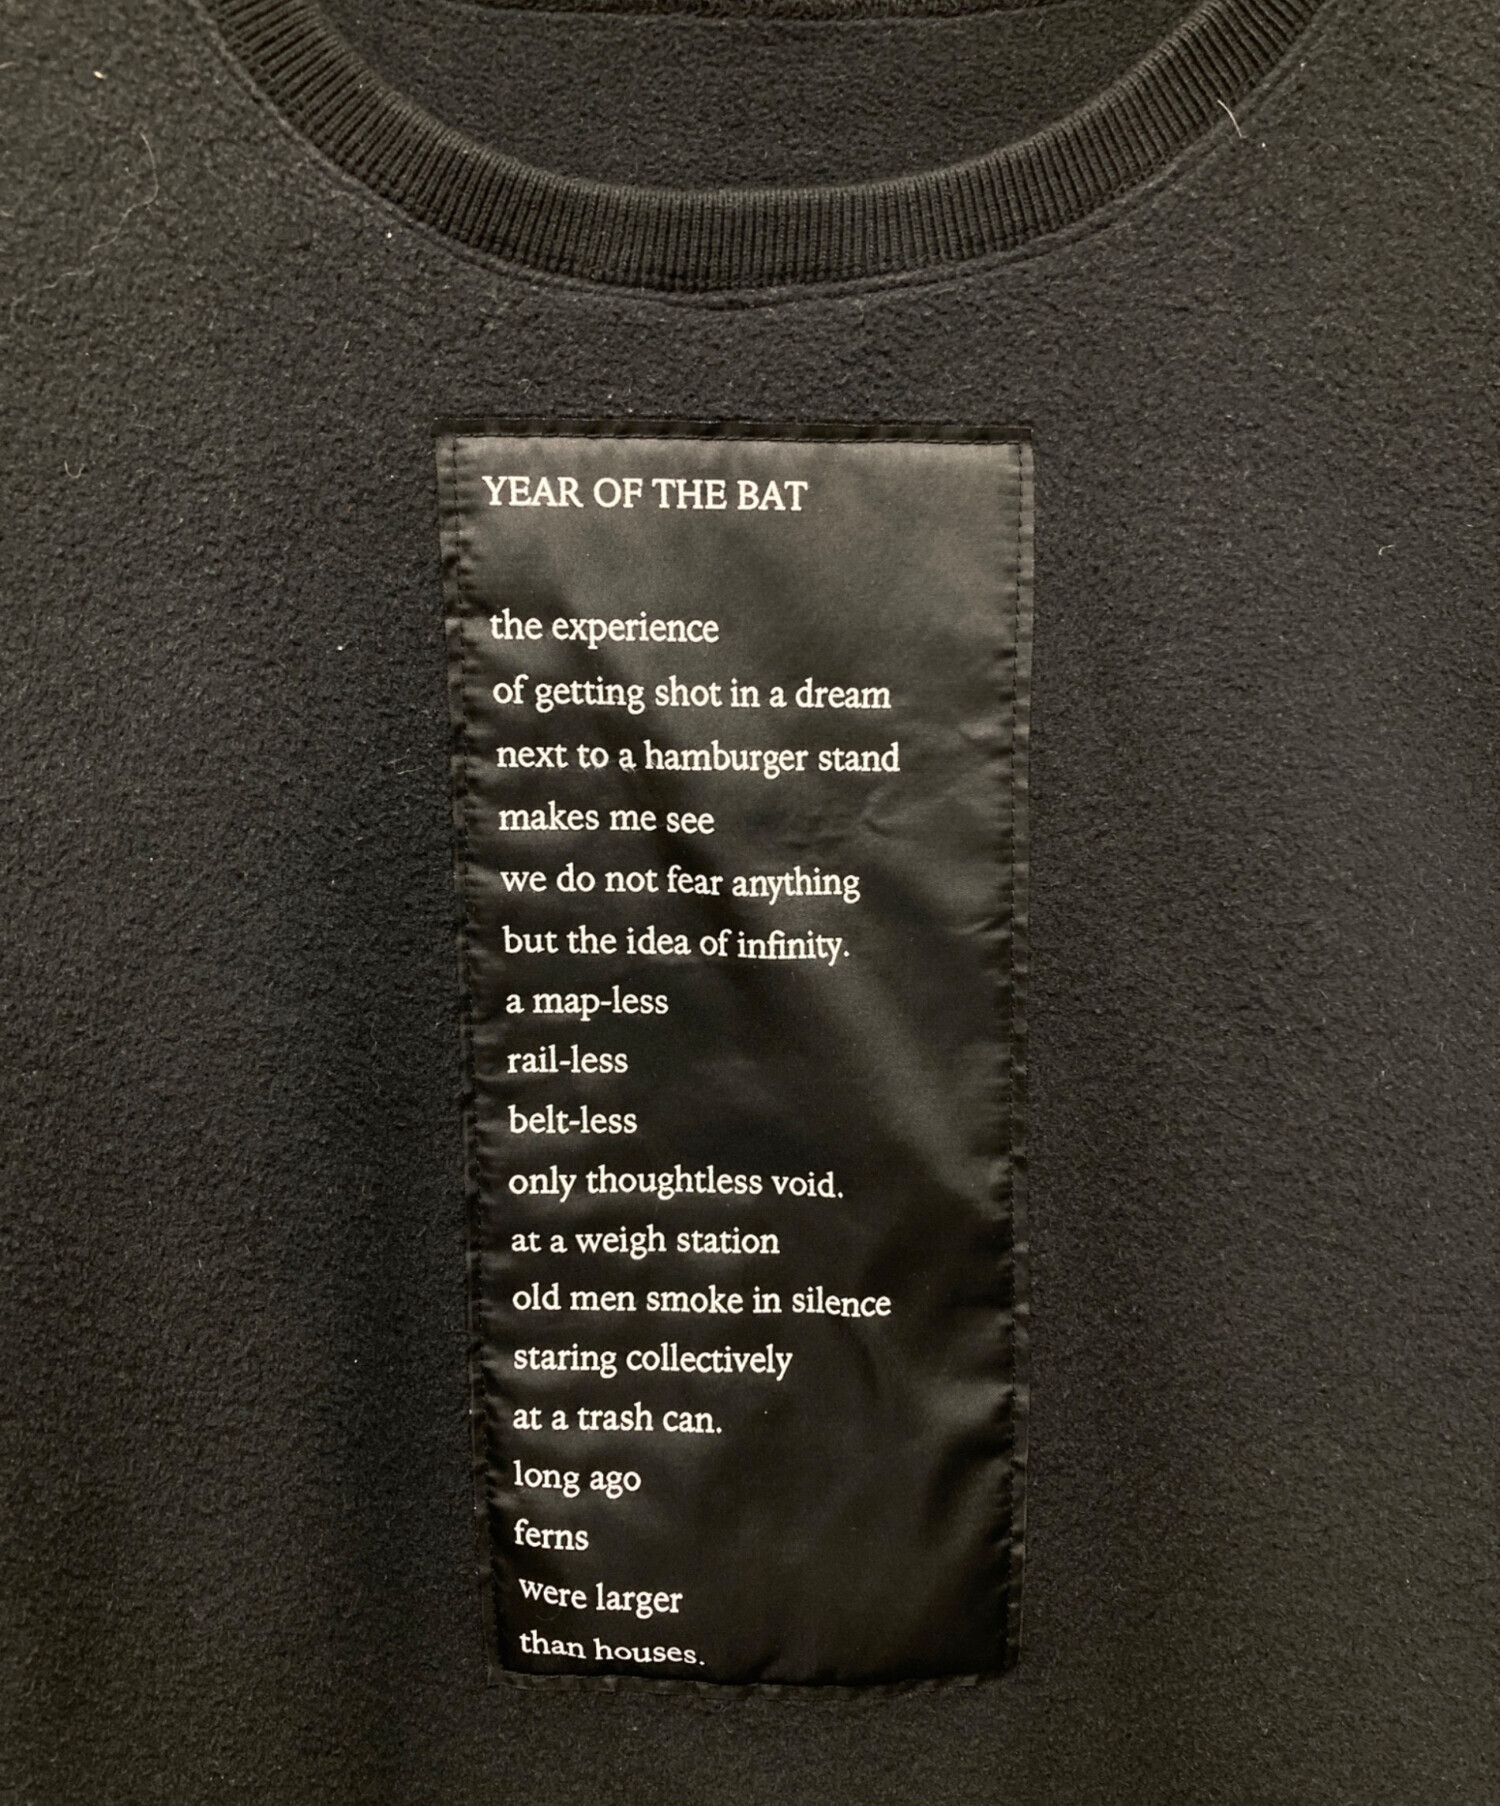 YEAR OF THE BAT
the experience
of getting shot in a dream
next to a hamburger stand
makes me see
we do not fear anything
but the idea of infinity.
a map-less
rail-less
belt-less
only thoughtless void.
at a weigh station
old men smoke in silence
staring collectively
at a trash can.
long ago
ferns
were larger
than houses.